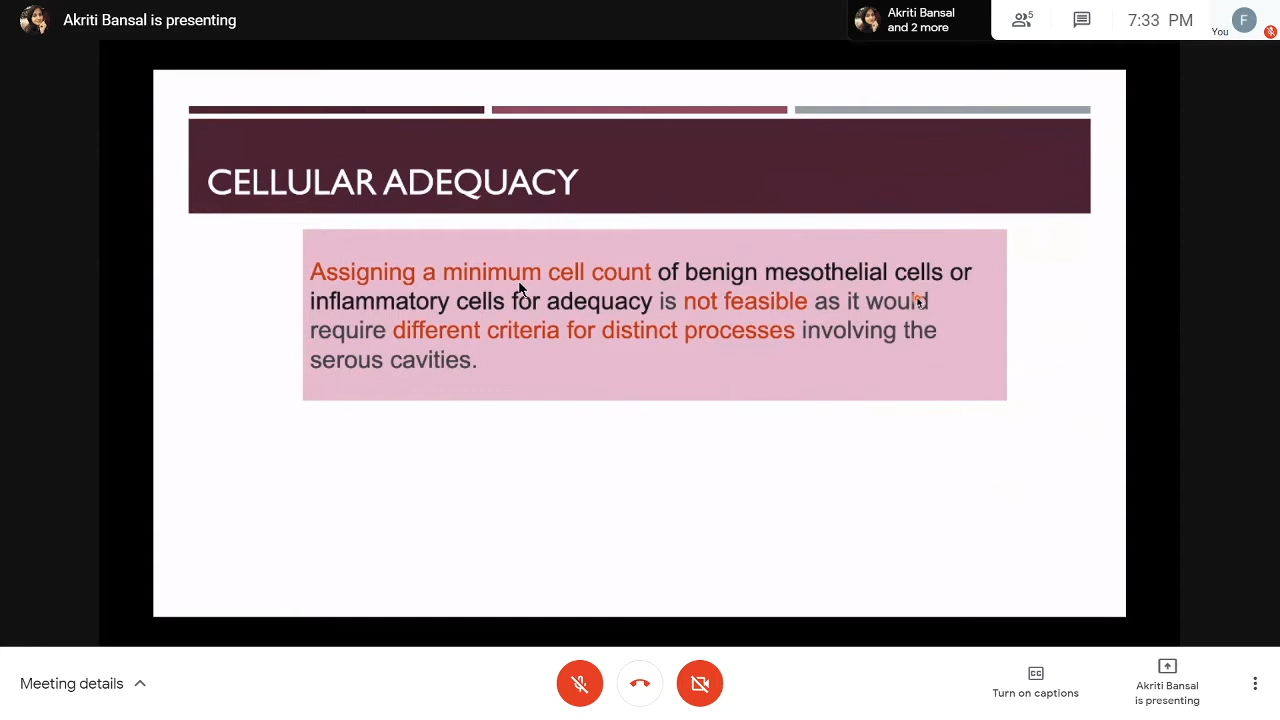 Akriti Bansal is presenting
Akriti Bansal
and 2 more
5
7:33 PM
You
F
CELLULAR ADEQUACY
Assigning a minimum cell count of benign mesothelial cells or
inflammatory cells for adequacy is not feasible as it would
require different criteria for distinct processes involving the
serous cavities.
Meeting details
CC
Turn on captions
Akriti Bansal
is presenting